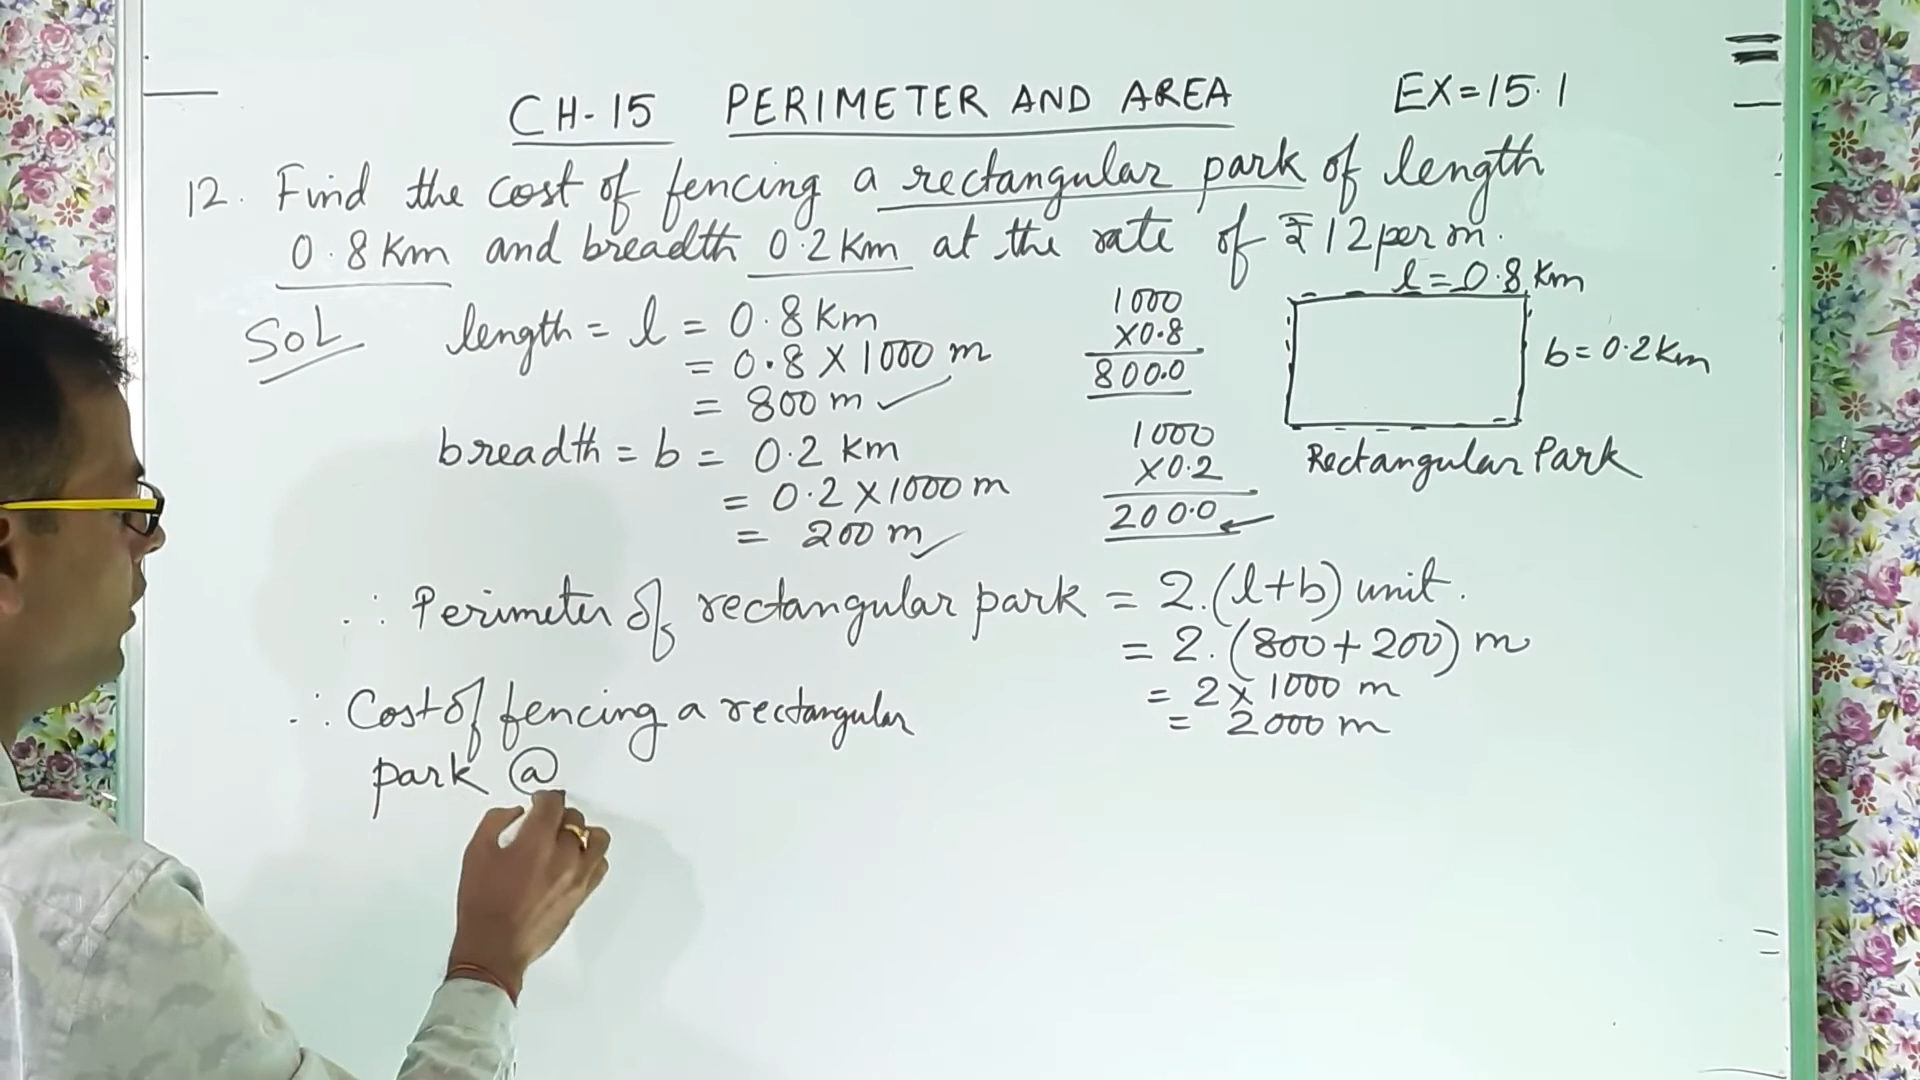 CH-15 PERIMETER AND AREA EX=15.1
12. Find the cost of fencing a rectangular park of length
0.8 Km and breadth 0.2 Km at the rate of ₹12 per m.
l=0.8 Km
b=0.2 Km
Rectangular Park
SoL length = l = 0.8 Km
= 0.8 X 1000 m
= 800 m ✓
1000
X0.8
800.0
breadth = b = 0.2 Km
= 0.2 X 1000 m
= 200 m ✓
1000
X0.2
200.0
∴ Perimeter of rectangular park = 2.(l+b) unit.
= 2.(800+200) m
= 2 x 1000 m
= 2000 m
∴ Cost of fencing a rectangular
park @